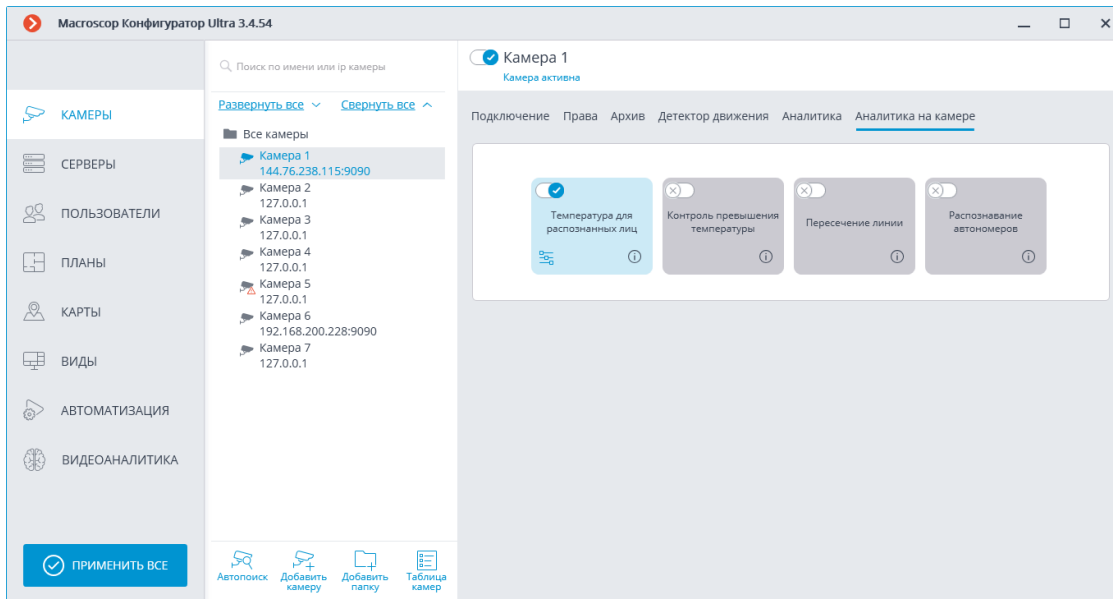 Macroscop Конфигуратор Ultra 3.4.54
КАМЕРЫ
СЕРВЕРЫ
ПОЛЬЗОВАТЕЛИ
ПЛАНЫ
КАРТЫ
ВИДЫ
АВТОМАТИЗАЦИЯ
ВИДЕОАНАЛИТИКА
ПРИМЕНИТЬ ВСЕ
Поиск по имени или ip камеры
Развернуть все Свернуть все
Все камеры
Камера 1
144.76.238.115:9090
Камера 2
127.0.0.1
Камера 3
127.0.0.1
Камера 4
127.0.0.1
Камера 5
127.0.0.1
Камера 6
192.168.200.228:9090
Камера 7
127.0.0.1
Автопоиск
Добавить
камеру
Добавить
папку
Таблица
камер
Камера 1
Камера активна
Подключение Права Архив Детектор движения Аналитика Аналитика на камере
Температура для
распознанных лиц
Контроль превышения
температуры
Пересечение линии
Распознавание
автономеров